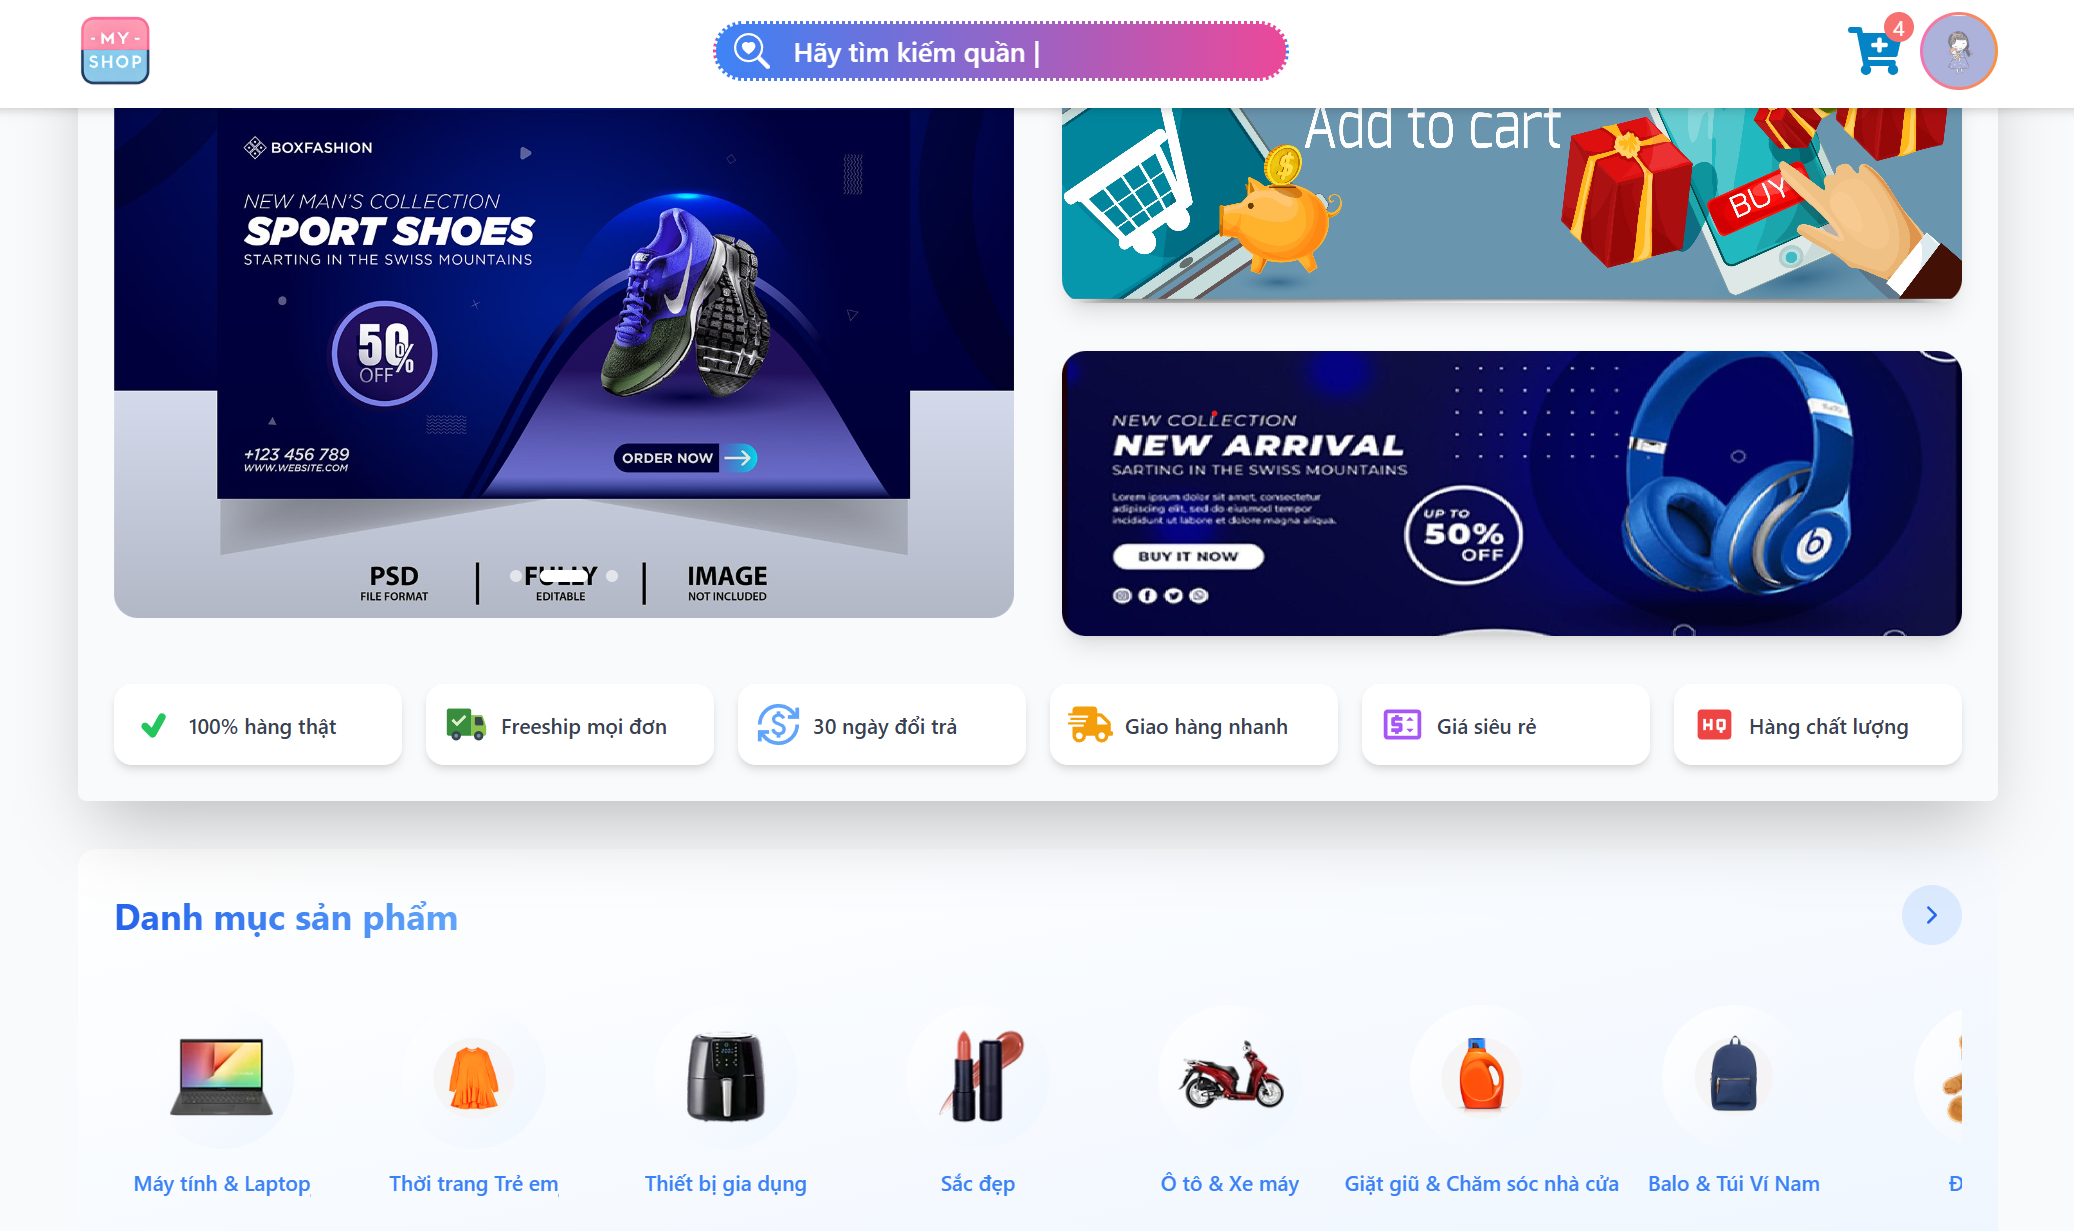 - MY -
SHOP
Hãy tìm kiếm quần |
4
BOXFASHION
NEW MAN'S COLLECTION
SPORT SHOES
STARTING IN THE SWISS MOUNTAINS
50%
OFF
+123 456 789
WWW.WEBSITE.COM
ORDER NOW
PSD
FILE FORMAT
FULLY
EDITABLE
IMAGE
NOT INCLUDED
Add to cart
BUY
NEW COLLECTION
NEW ARRIVAL
SARTING IN THE SWISS MOUNTAINS
Lorem ipsum dolor sit amet, consectetur
adipiscing elit, sed do eiusmod tempor
incididunt ut labore et dolore magna aliqua.
UP TO
50%
OFF
BUY IT NOW
100% hàng thật
Freeship mọi đơn
30 ngày đổi trả
Giao hàng nhanh
Giá siêu rẻ
HQ
Hàng chất lượng
Danh mục sản phẩm
Máy tính & Laptop
Thời trang Trẻ em
Thiết bị gia dụng
Sắc đẹp
Ô tô & Xe máy
Giặt giũ & Chăm sóc nhà cửa
Balo & Túi Ví Nam